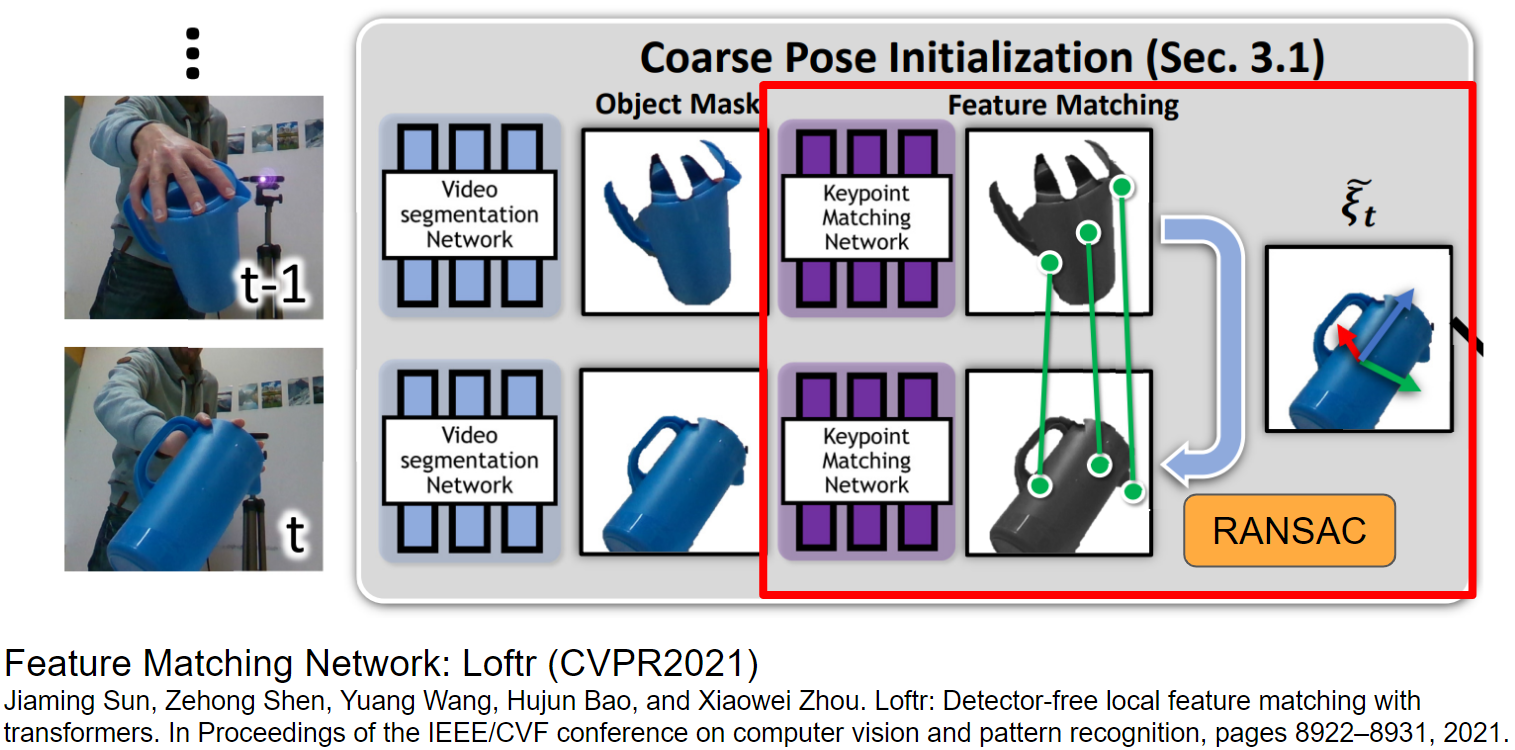 Coarse Pose Initialization (Sec. 3.1)
Object Mask
Feature Matching
t-1
Video
segmentation
Network
Keypoint
Matching
Network
ξ̃t
t
Video
segmentation
Network
Keypoint
Matching
Network
RANSAC
Feature Matching Network: Loftr (CVPR2021)
Jiaming Sun, Zehong Shen, Yuang Wang, Hujun Bao, and Xiaowei Zhou. Loftr: Detector-free local feature matching with
transformers. In Proceedings of the IEEE/CVF conference on computer vision and pattern recognition, pages 8922–8931, 2021.